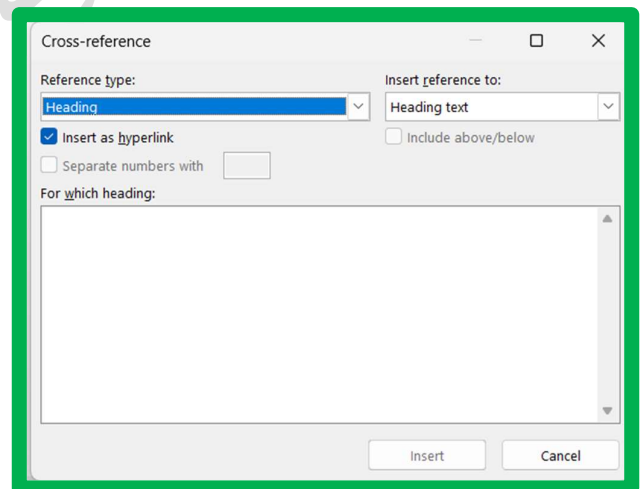 Cross-reference
Reference type: Insert reference to:
Heading Heading text
Insert as hyperlink Include above/below
Separate numbers with
For which heading:
Insert Cancel